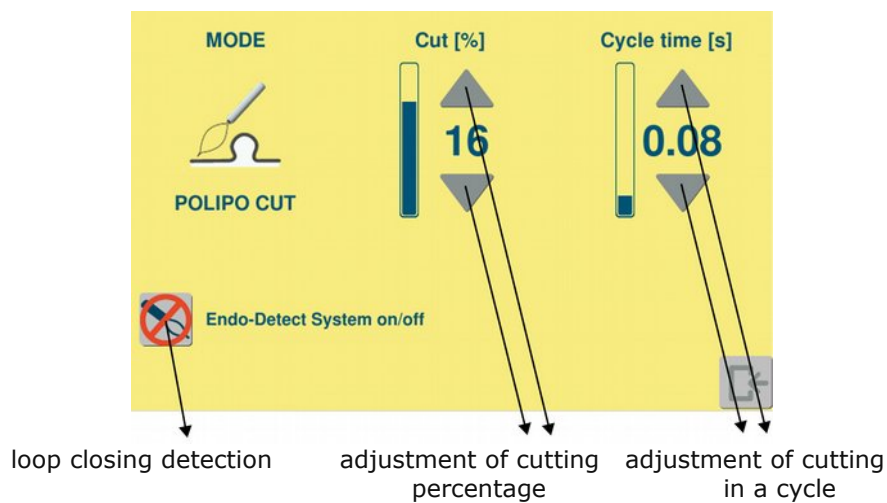 MODE
Cut [%]
Cycle time [s]
16
0.08
POLIPO CUT
Endo-Detect System on/off
loop closing detection
adjustment of cutting
percentage
adjustment of cutting
in a cycle